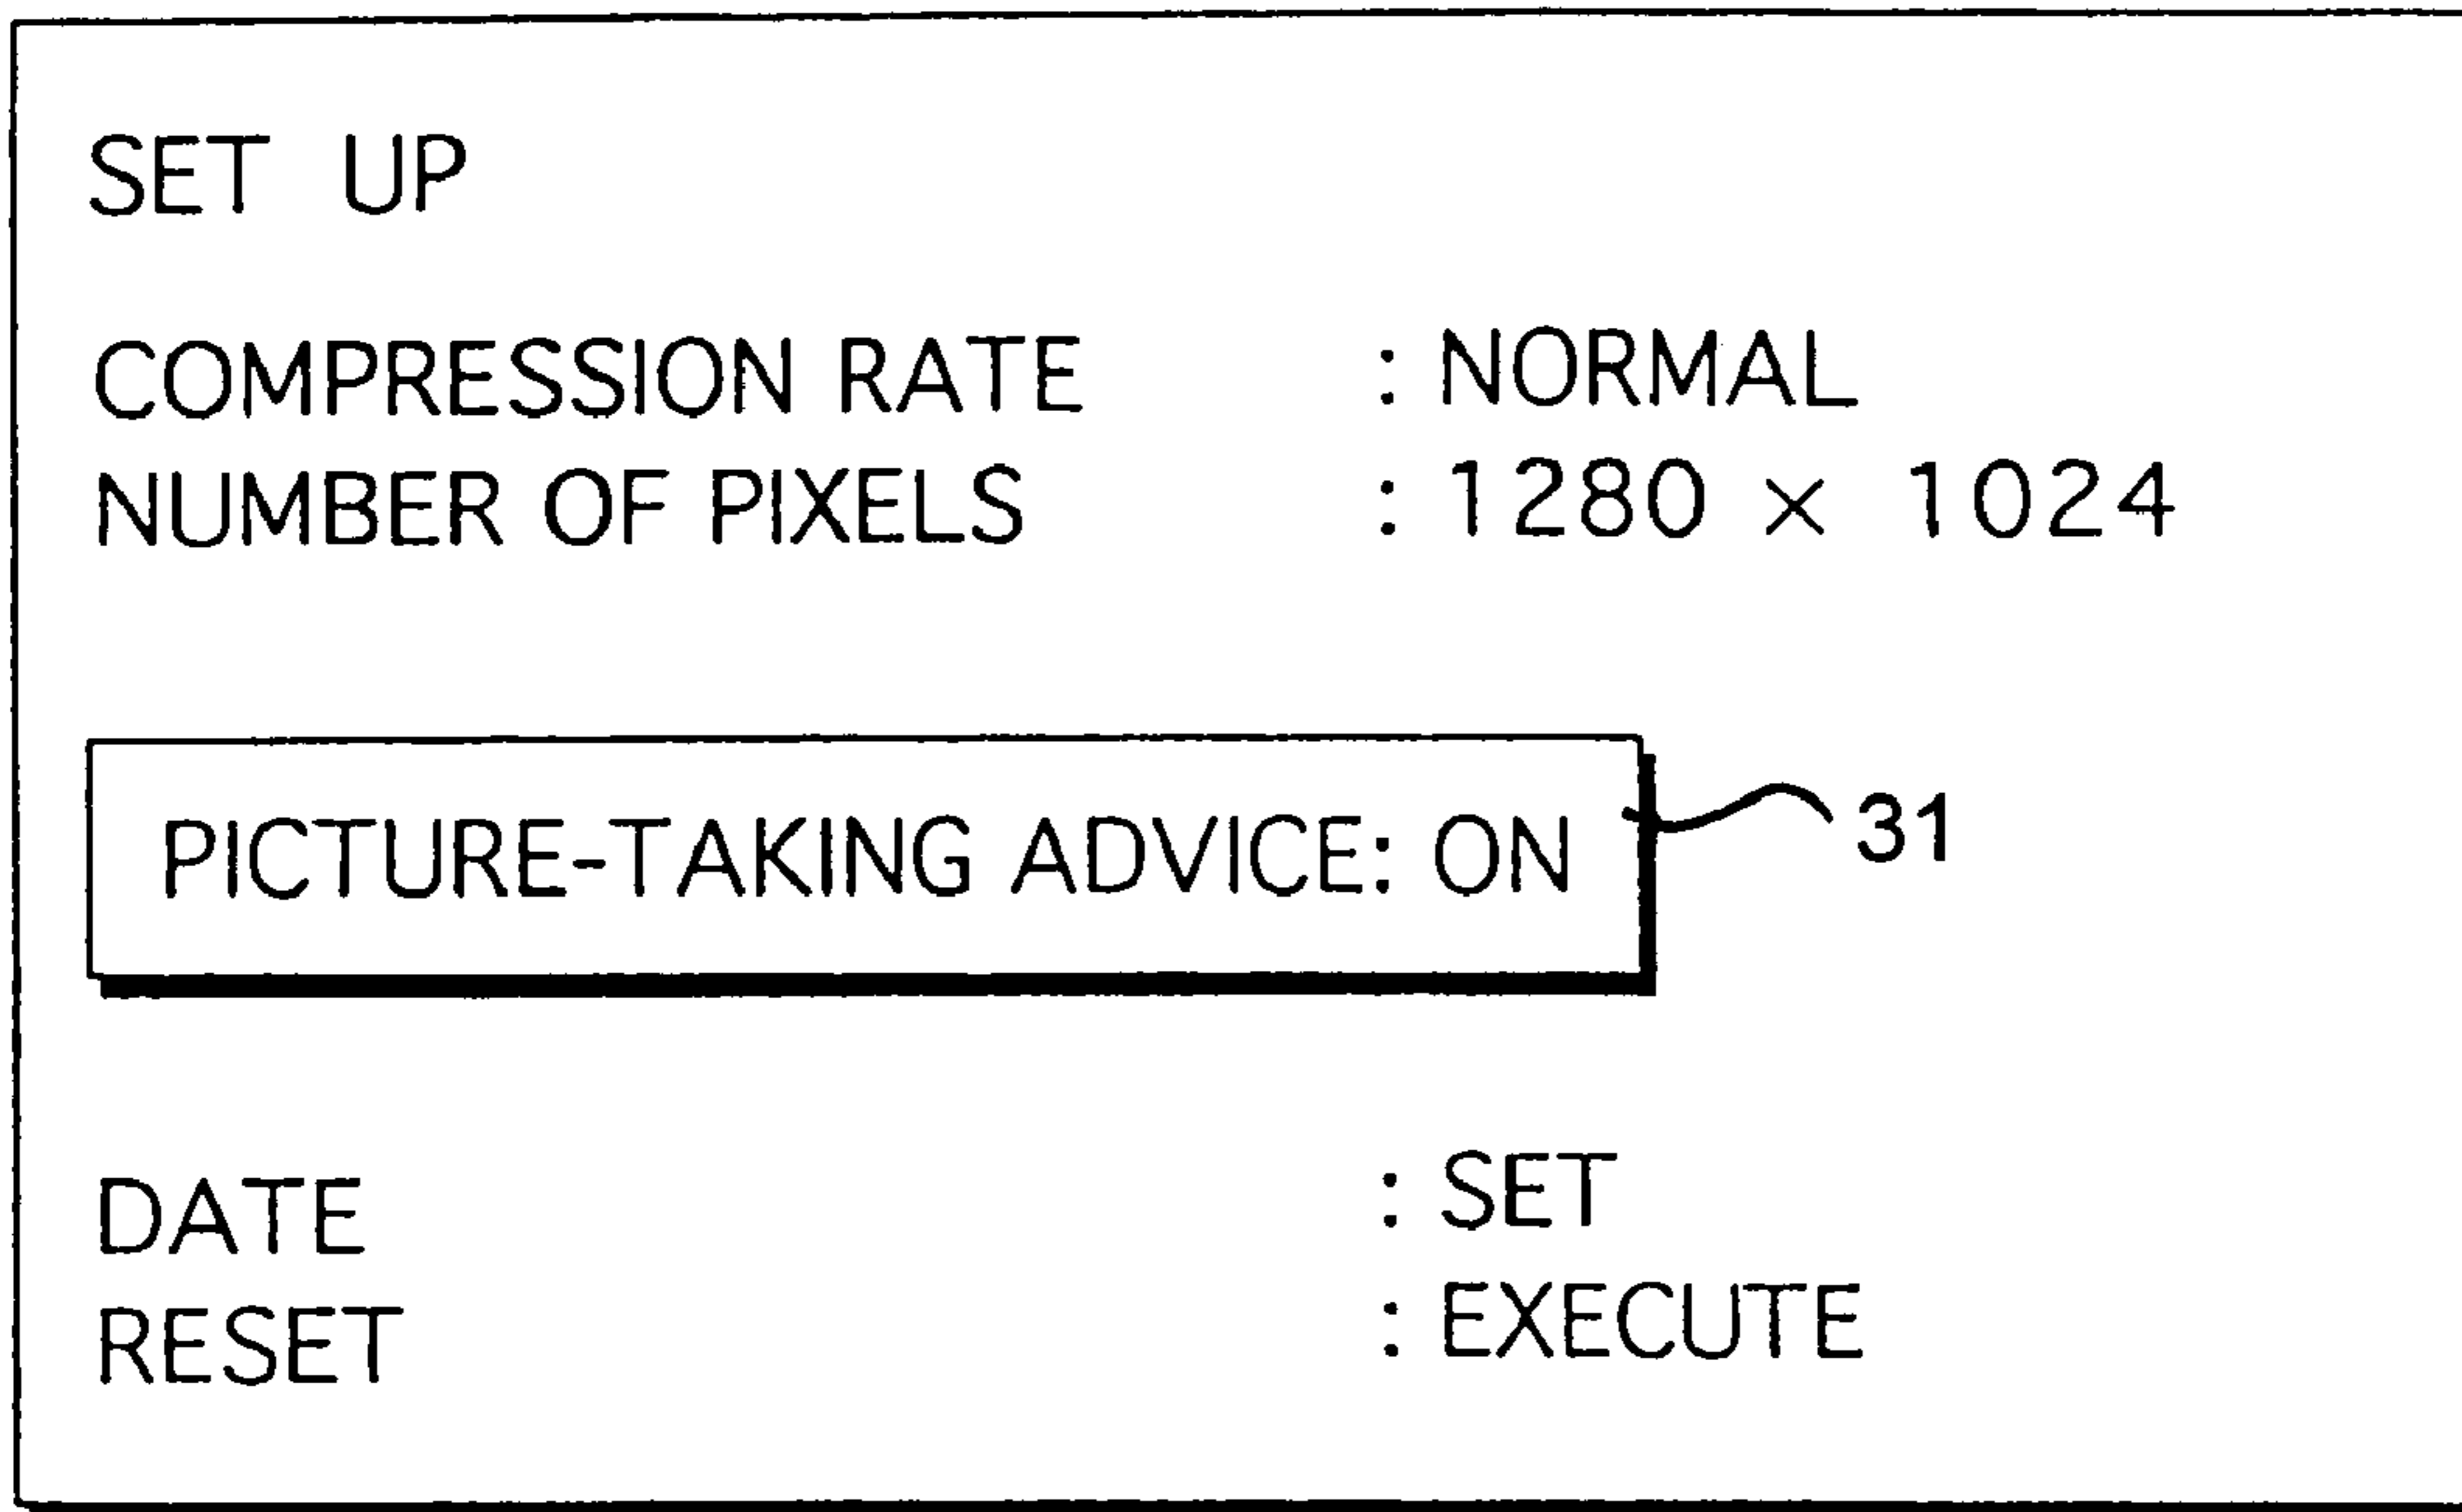 SET UP
COMPRESSION RATE : NORMAL
NUMBER OF PIXELS : 1280 × 1024
PICTURE-TAKING ADVICE: ON 31
DATE : SET
RESET : EXECUTE